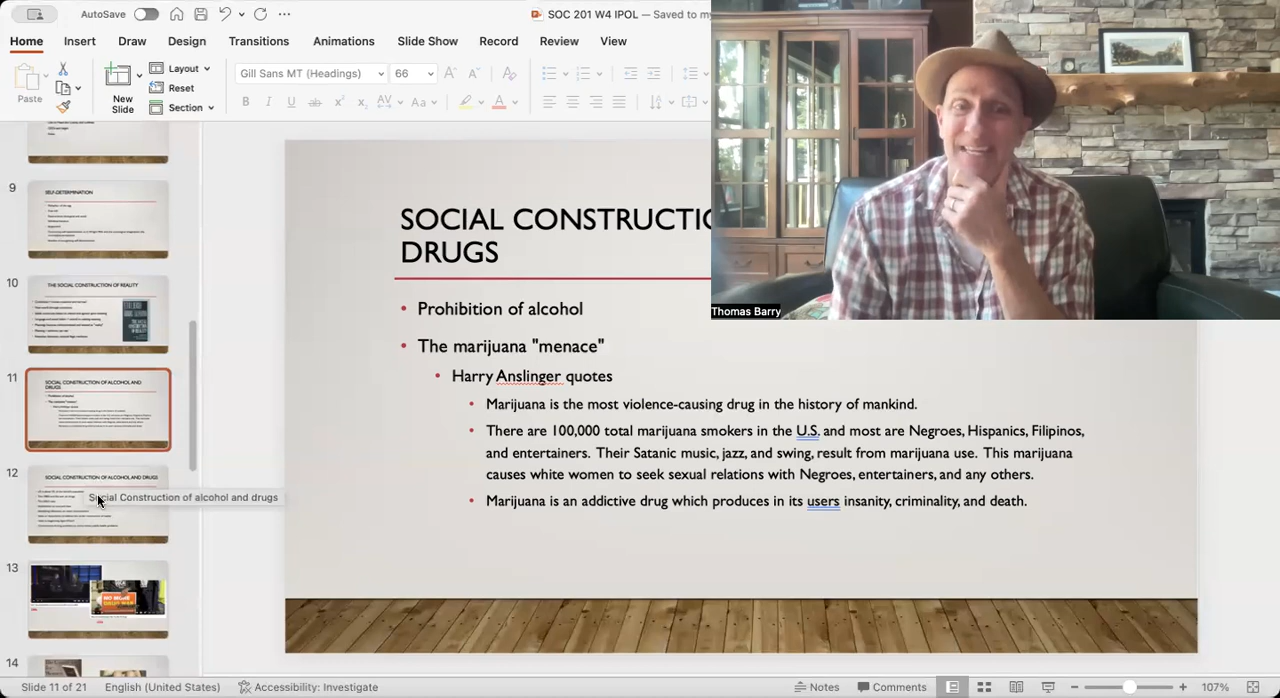 AutoSave
SOC 201 W4 IPOL — Saved to my
Home Insert Draw Design Transitions Animations Slide Show Record Review View
Paste
New
Slide
Layout
Reset
Section
Gill Sans MT (Headings) 66
9
SELF-DETERMINATION
10
THE SOCIAL CONSTRUCTION OF REALITY
11
SOCIAL CONSTRUCTION OF ALCOHOL AND
DRUGS
12
SOCIAL CONSTRUCTION OF ALCOHOL AND DRUGS
Social Construction of alcohol and drugs
13
14
SOCIAL CONSTRUCTIO
DRUGS
• Prohibition of alcohol
• The marijuana "menace"
• Harry Anslinger quotes
• Marijuana is the most violence-causing drug in the history of mankind.
• There are 100,000 total marijuana smokers in the U.S. and most are Negroes, Hispanics, Filipinos,
and entertainers. Their Satanic music, jazz, and swing, result from marijuana use. This marijuana
causes white women to seek sexual relations with Negroes, entertainers, and any others.
• Marijuana is an addictive drug which produces in its users insanity, criminality, and death.
Thomas Barry
Slide 11 of 21 English (United States) Accessibility: Investigate Notes Comments 107%